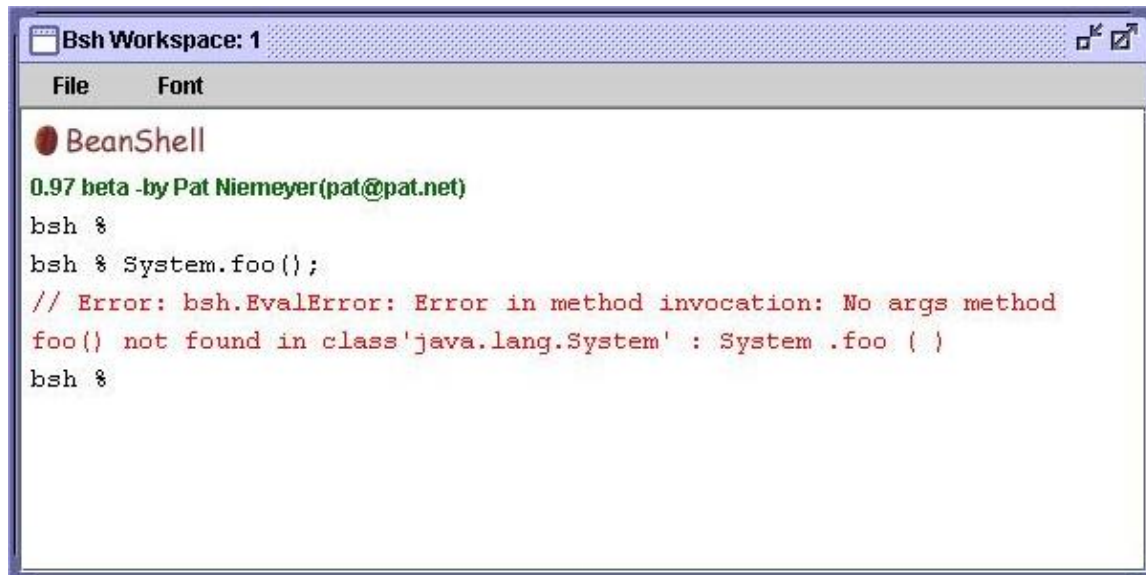 Bsh Workspace: 1
File Font
BeanShell
0.97 beta -by Pat Niemeyer(pat@pat.net)
bsh %
bsh % System.foo();
// Error: bsh.EvalError: Error in method invocation: No args method
foo() not found in class'java.lang.System' : System .foo ( )
bsh %